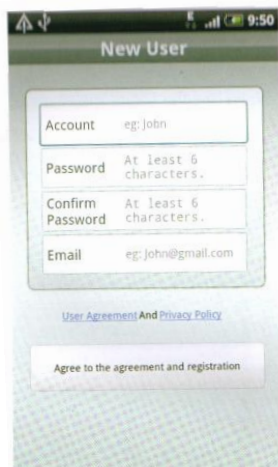 9:50
New User
Account eg: John
Password At least 6
characters.
Confirm
Password At least 6
characters.
Email eg: John@gmail.com
User Agreement And Privacy Policy
Agree to the agreement and registration